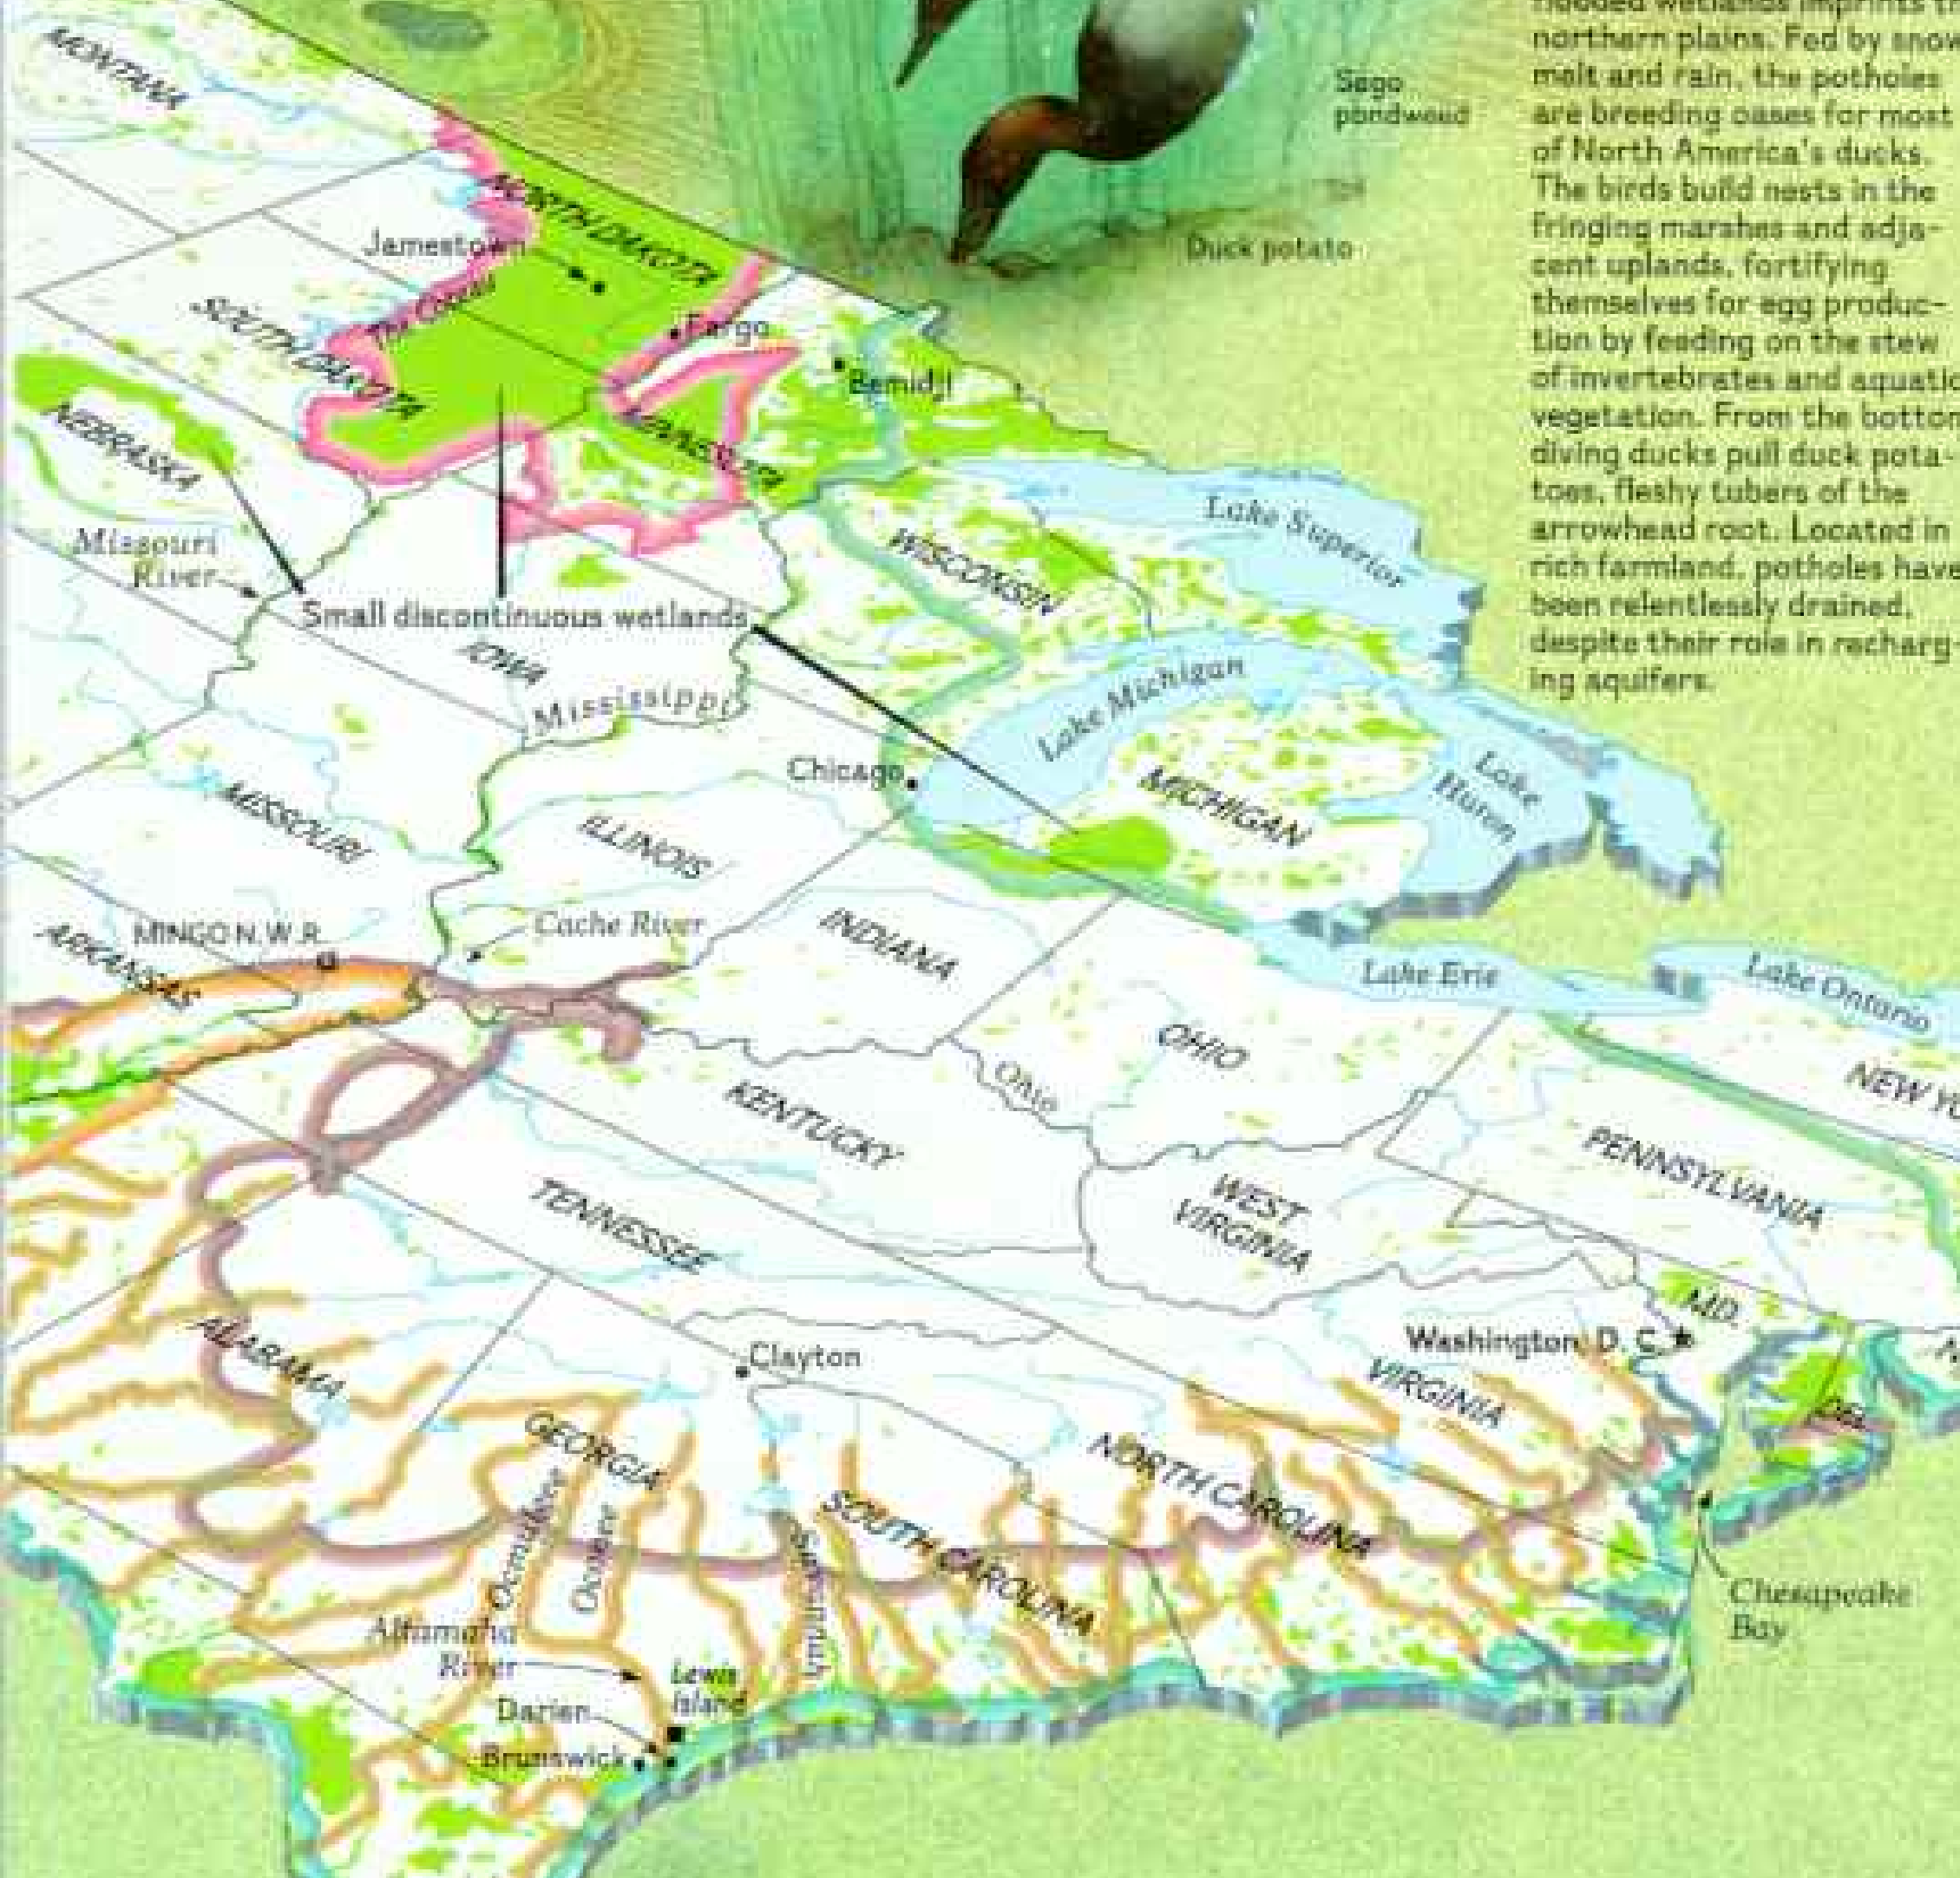 northern plains. Fed by snow
melt and rain, the potholes
are breeding oases for most
of North America's ducks.
The birds build nests in the
fringing marshes and adja-
cent uplands, fortifying
themselves for egg produc-
tion by feeding on the stew
of invertebrates and aquatic
vegetation. From the bottom
diving ducks pull duck pota-
toes, fleshy tubers of the
arrowhead root. Located in
rich farmland, potholes have
been relentlessly drained,
despite their role in recharg-
ing aquifers.
Sago
pondweed
Duck potato
MONTANA
NORTH DAKOTA
Jamestown
The Coteau
SOUTH DAKOTA
Fargo
Bemidji
MINNESOTA
NEBRASKA
Missouri
River
Small discontinuous wetlands
WISCONSIN
Lake Superior
IOWA
Mississippi
Lake Michigan
Chicago
MICHIGAN
Lake
Huron
MISSOURI
ILLINOIS
INDIANA
Cache River
MINGO N.W.R.
ARKANSAS
Lake Erie
Lake Ontario
OHIO
Ohio
NEW YO
KENTUCKY
PENNSYLVANIA
TENNESSEE
WEST
VIRGINIA
MD.
Washington, D. C.
DEL.
VIRGINIA
ALABAMA
Clayton
GEORGIA
NORTH CAROLINA
SOUTH CAROLINA
Ocmulgee
Oconee
Savannah
Chesapeake
Bay
Altamaha
River
Lewis
Island
Darien
Brunswick